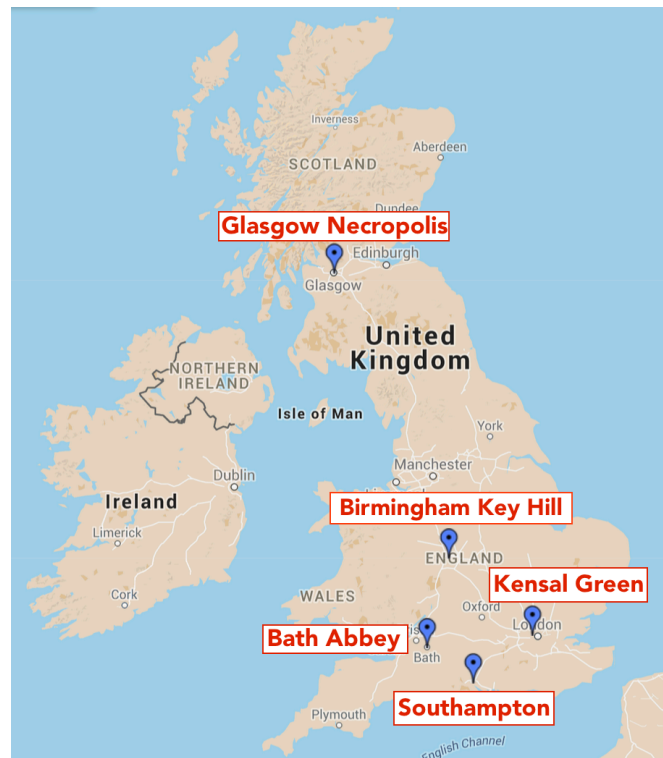 Inverness
Aberdeen
SCOTLAND
Dundee
Glasgow Necropolis
Edinburgh
Glasgow
United
Kingdom
NORTHERN
IRELAND
Isle of Man
York
Manchester
Dublin
Ireland
Birmingham Key Hill
Limerick
ENGLAND
Kensal Green
Cork
WALES
Oxford
London
Bath Abbey
Bath
Southampton
Plymouth
English Channel